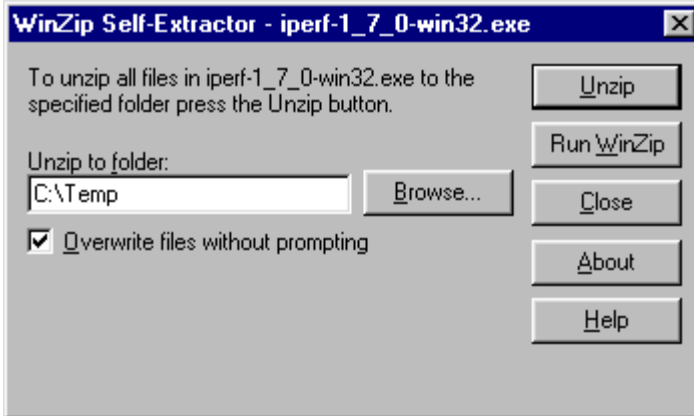 WinZip Self-Extractor - iperf-1_7_0-win32.exe
To unzip all files in iperf-1_7_0-win32.exe to the
specified folder press the Unzip button.
Unzip to folder:
C:\Temp
Browse...
Overwrite files without prompting
Unzip
Run WinZip
Close
About
Help